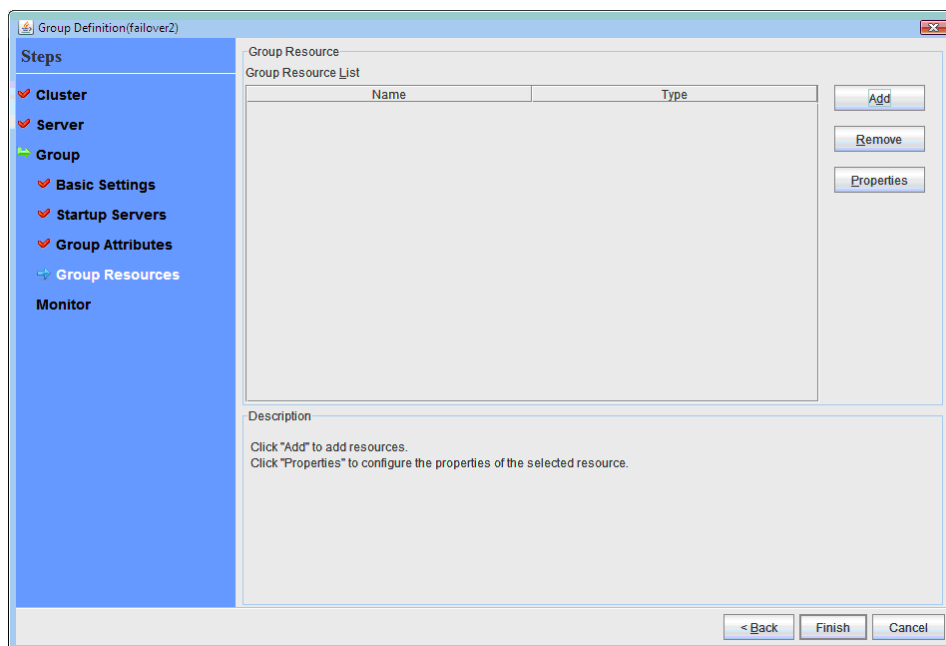 Group Definition(failover2)
Steps
Cluster
Server
Group
Basic Settings
Startup Servers
Group Attributes
Group Resources
Monitor
Group Resource
Group Resource List
Name Type
Add
Remove
Properties
Description
Click "Add" to add resources.
Click "Properties" to configure the properties of the selected resource.
< Back Finish Cancel